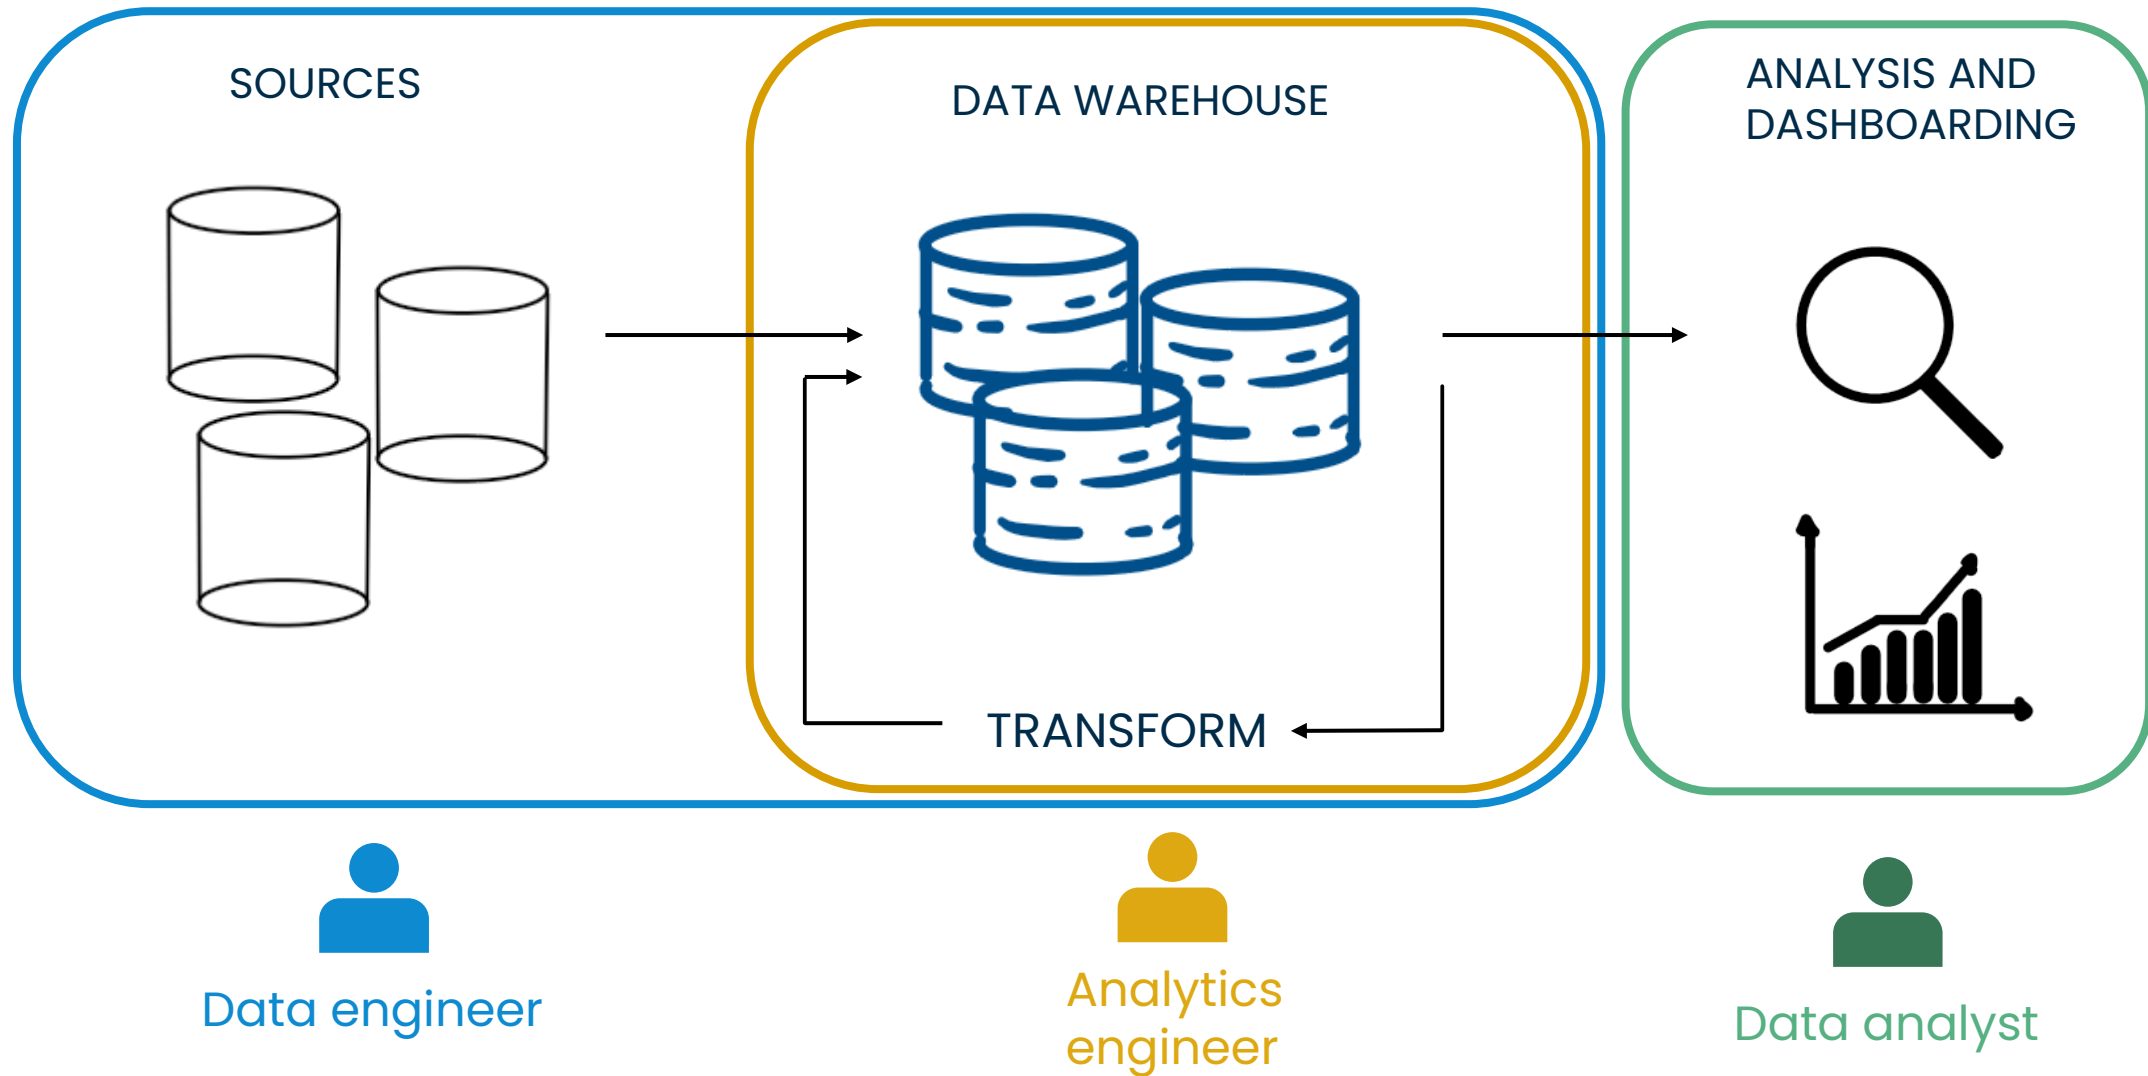 SOURCES
DATA WAREHOUSE
ANALYSIS AND
DASHBOARDING
TRANSFORM
Data engineer
Analytics
engineer
Data analyst